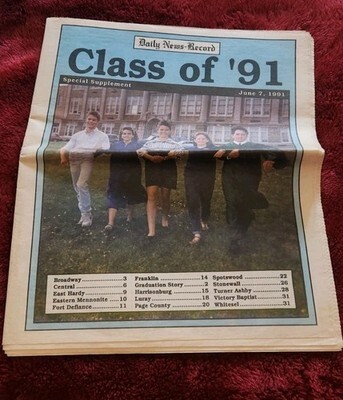 Daily News-Record
Class of '91
Special Supplement June 7, 1991
Broadway 3
Central 6
East Hardy 9
Eastern Mennonite 10
Fort Defiance 11
Franklin 14
Graduation Story 2
Harrisonburg 15
Luray 18
Page County 20
Spotswood 22
Stonewall 26
Turner Ashby 28
Victory Baptist 31
Whitesel 31